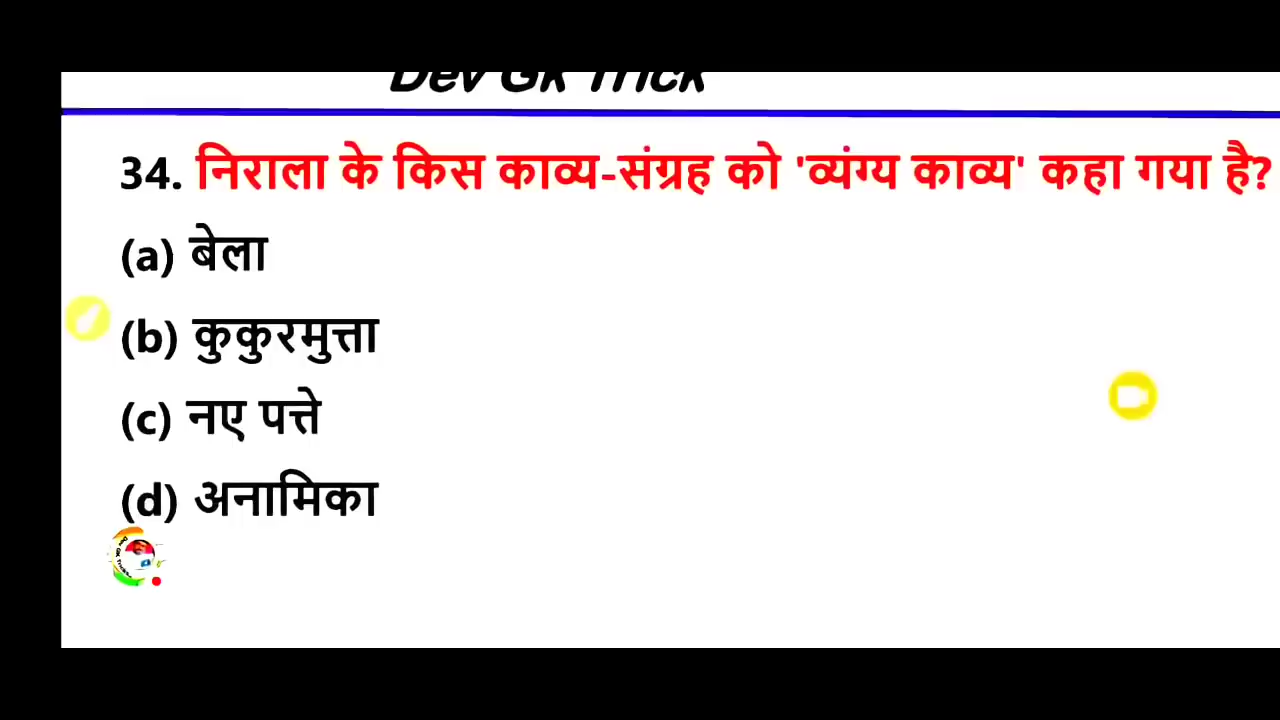 Dev GK Trick
34. निराला के किस काव्य-संग्रह को 'व्यंग्य काव्य' कहा गया है?
(a) बेला
(b) कुकुरमुत्ता
(c) नए पत्ते
(d) अनामिका